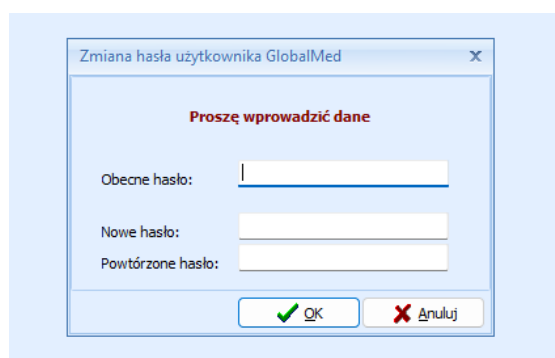 Zmiana hasła użytkownika GlobalMed
Proszę wprowadzić dane
Obecne hasło:
Nowe hasło:
Powtórzone hasło:
OK Anuluj